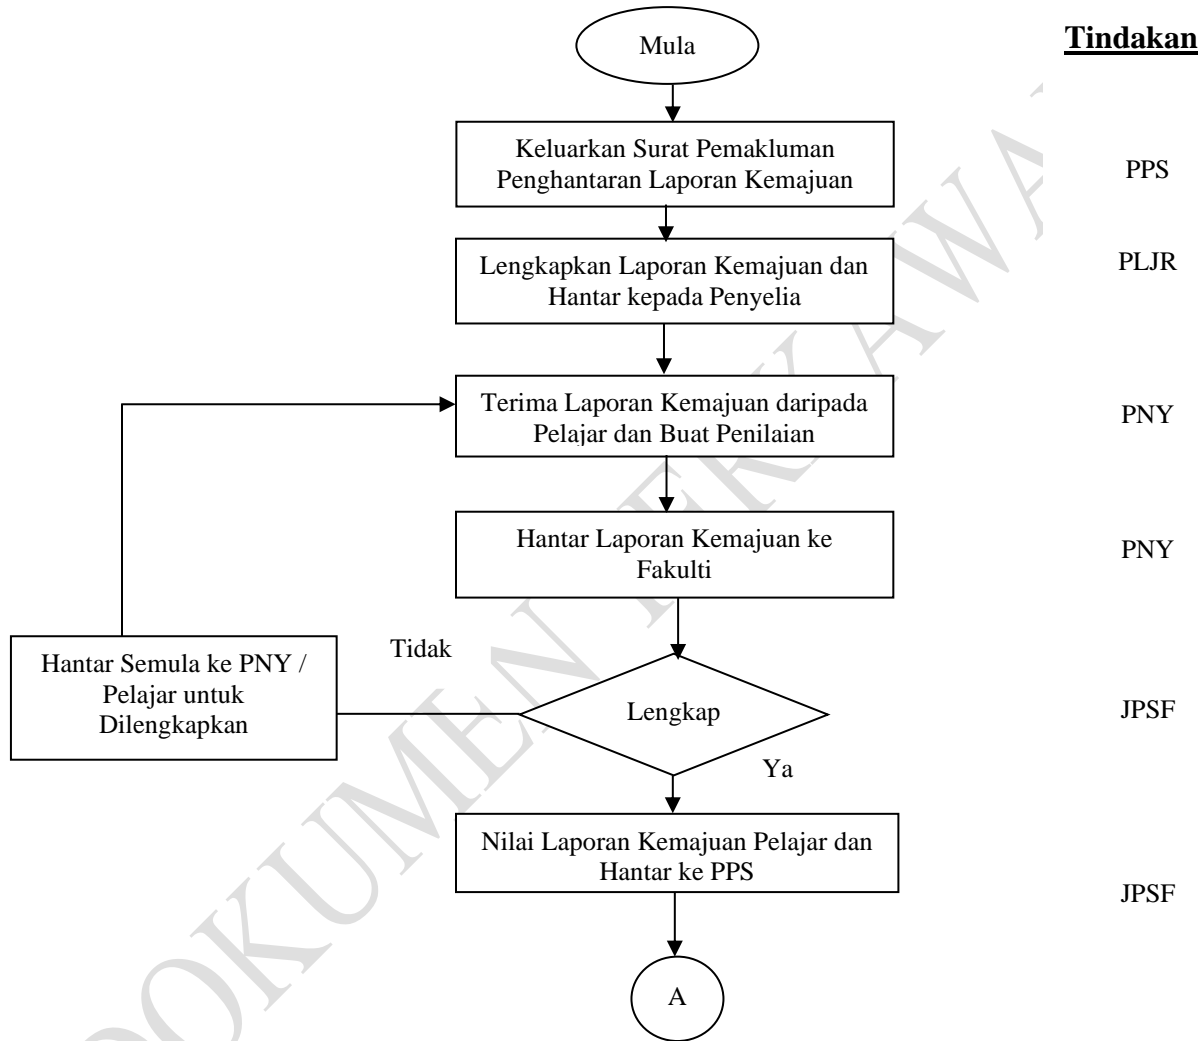 Mula
Tindakan
Keluarkan Surat Pemakluman
Penghantaran Laporan Kemajuan
PPS
Lengkapkan Laporan Kemajuan dan
Hantar kepada Penyelia
PLJR
Terima Laporan Kemajuan daripada
Pelajar dan Buat Penilaian
PNY
Hantar Laporan Kemajuan ke
Fakulti
PNY
Hantar Semula ke PNY /
Pelajar untuk
Dilengkapkan
Tidak
Lengkap
JPSF
Ya
Nilai Laporan Kemajuan Pelajar dan
Hantar ke PPS
JPSF
A
DOKUMEN TERKAWA